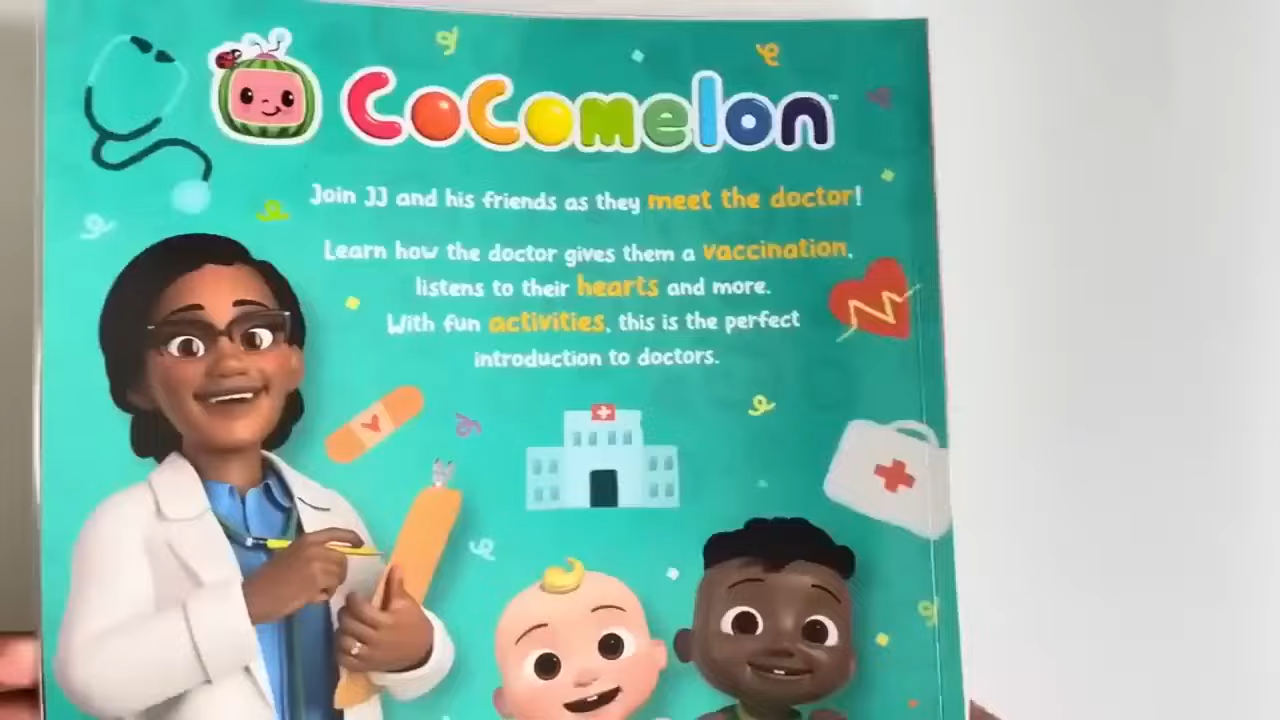 CoComelon™
Join JJ and his friends as they meet the doctor!
Learn how the doctor gives them a vaccination,
listens to their hearts and more.
With fun activities, this is the perfect
introduction to doctors.